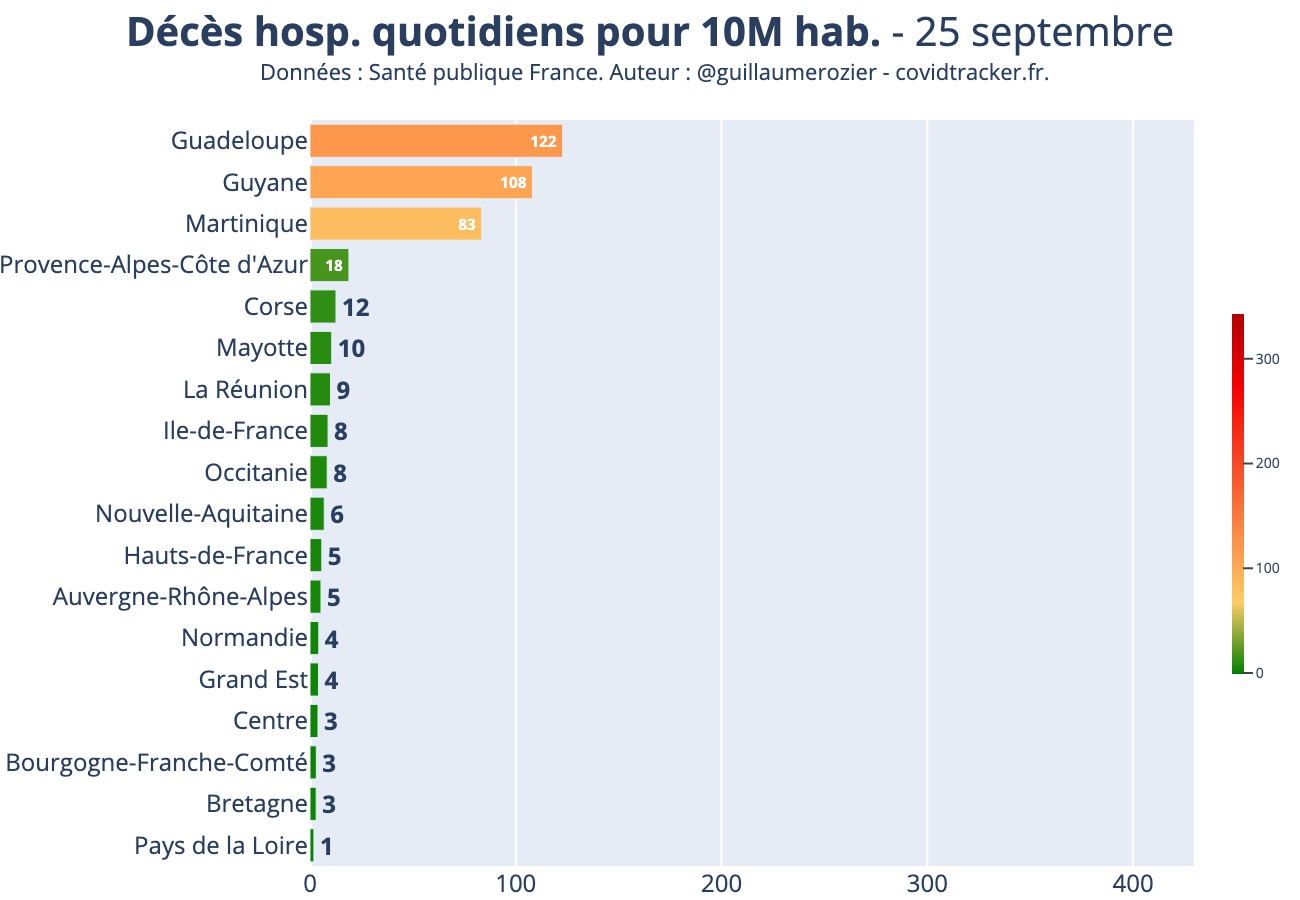 Décès hosp. quotidiens pour 10M hab. - 25 septembre
Données : Santé publique France. Auteur : @guillaumerozier - covidtracker.fr.
Guadeloupe 122
Guyane 108
Martinique 83
Provence-Alpes-Côte d'Azur 18
Corse 12
Mayotte 10
La Réunion 9
Ile-de-France 8
Occitanie 8
Nouvelle-Aquitaine 6
Hauts-de-France 5
Auvergne-Rhône-Alpes 5
Normandie 4
Grand Est 4
Centre 3
Bourgogne-Franche-Comté 3
Bretagne 3
Pays de la Loire 1
0 100 200 300 400
300
200
100
0